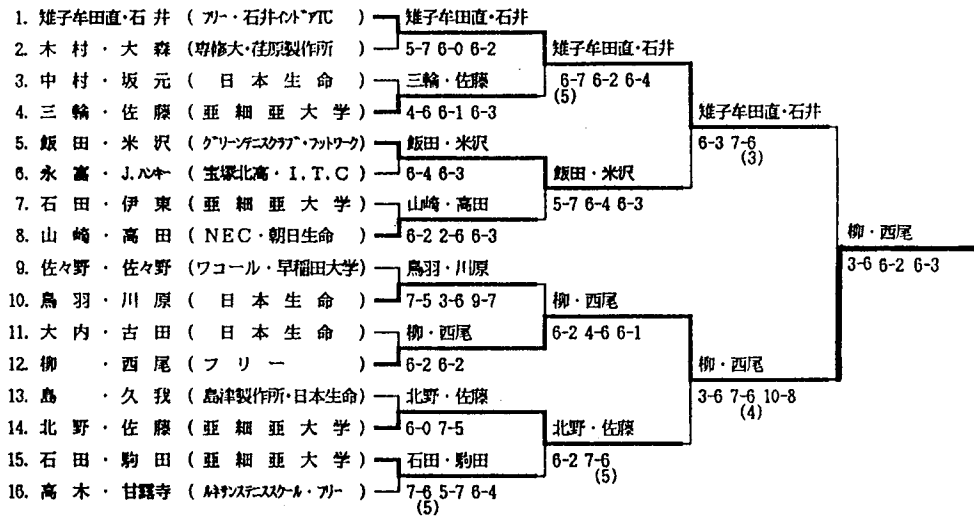 1. 雉子牟田直・石井 (フリー・石井インドアTC) 雉子牟田直・石井
2. 木村・大森 (専修大・荏原製作所) 5-7 6-0 6-2 雉子牟田直・石井
3. 中村・坂元 (日本生命) 三輪・佐藤 6-7 6-2 6-4
(5)
4. 三輪・佐藤 (亜細亜大学) 4-6 6-1 6-3 雉子牟田直・石井
5. 飯田・米沢 (グリーンテニスクラブ・フットワーク) 飯田・米沢 6-3 7-6
(3)
6. 永富・J.ハンキー (宝塚北高・I.T.C) 6-4 6-3 飯田・米沢
7. 石田・伊東 (亜細亜大学) 山崎・高田 5-7 6-4 6-3
8. 山崎・高田 (NEC・朝日生命) 6-2 2-6 6-3 柳・西尾
9. 佐々野・佐々野 (ワコール・早稲田大学) 鳥羽・川原 3-6 6-2 6-3
10. 鳥羽・川原 (日本生命) 7-5 3-6 9-7 柳・西尾
11. 大内・古田 (日本生命) 柳・西尾 6-2 4-6 6-1
12. 柳・西尾 (フリー) 6-2 6-2 柳・西尾
13. 島・久我 (島津製作所・日本生命) 北野・佐藤 3-6 7-6 10-8
(4)
14. 北野・佐藤 (亜細亜大学) 6-0 7-5 北野・佐藤
15. 石田・駒田 (亜細亜大学) 石田・駒田 6-2 7-6
(5)
16. 高木・甘露寺 (ルネサンステニススクール・フリー) 7-6 5-7 6-4
(5)